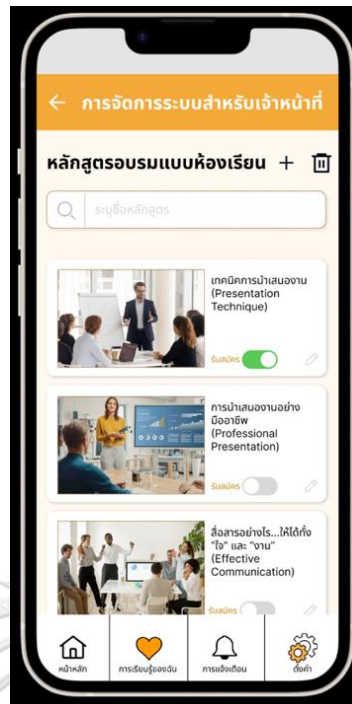 การจัดการระบบสำหรับเจ้าหน้าที่
หลักสูตรอบรมแบบห้องเรียน
ระบุชื่อหลักสูตร
เทคนิคการนำเสนองาน
(Presentation
Technique)
รับสมัคร
การนำเสนองานอย่าง
มืออาชีพ
(Professional
Presentation)
รับสมัคร
สื่อสารอย่างไร...ให้ได้ทั้ง
"ใจ" และ "งาน"
(Effective
Communication)
รับสมัคร
หน้าหลัก
การเรียนรู้ของฉัน
การแจ้งเตือน
ตั้งค่า